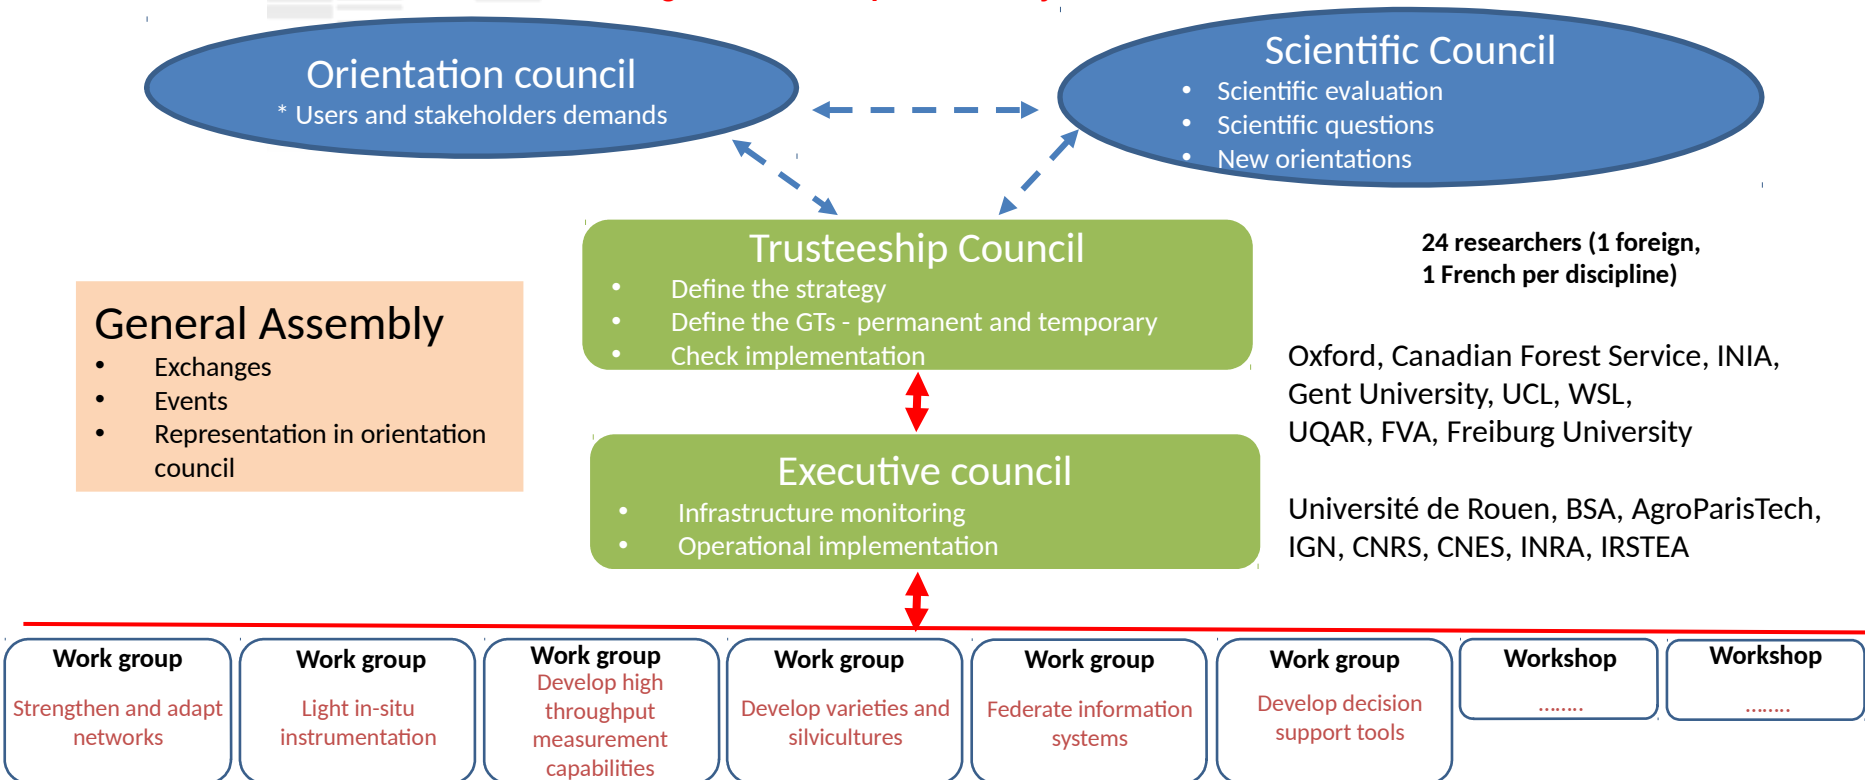 Orientation council
* Users and stakeholders demands
Scientific Council
• Scientific evaluation
• Scientific questions
• New orientations
Trusteeship Council
• Define the strategy
• Define the GTs - permanent and temporary
• Check implementation
24 researchers (1 foreign,
1 French per discipline)
General Assembly
• Exchanges
• Events
• Representation in orientation
council
Oxford, Canadian Forest Service, INIA,
Gent University, UCL, WSL,
UQAR, FVA, Freiburg University
Executive council
• Infrastructure monitoring
• Operational implementation
Université de Rouen, BSA, AgroParisTech,
IGN, CNRS, CNES, INRA, IRSTEA
Work group
Strengthen and adapt
networks
Work group
Light in-situ
instrumentation
Work group
Develop high
throughput
measurement
capabilities
Work group
Develop varieties and
silvicultures
Work group
Federate information
systems
Work group
Develop decision
support tools
Workshop
........
Workshop
........